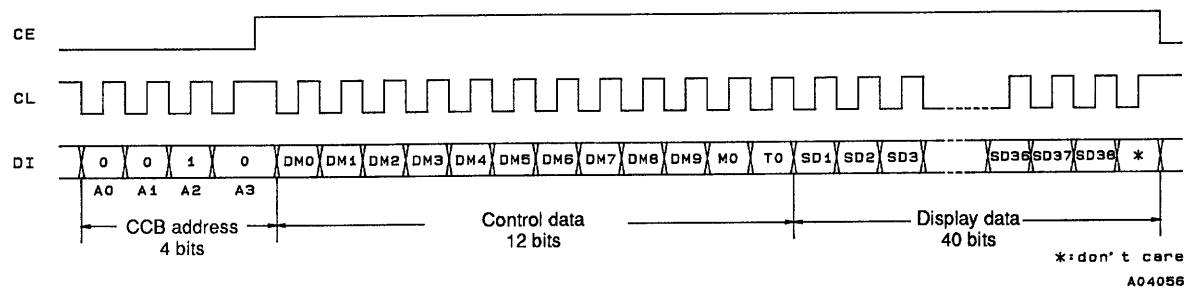 CE
CL
DI 0 0 1 0 DM0 DM1 DM2 DM3 DM4 DM5 DM6 DM7 DM8 DM9 M0 T0 SD1 SD2 SD3 SD36 SD37 SD38 *
A0 A1 A2 A3
CCB address
4 bits
Control data
12 bits
Display data
40 bits
*:don't care
A04056